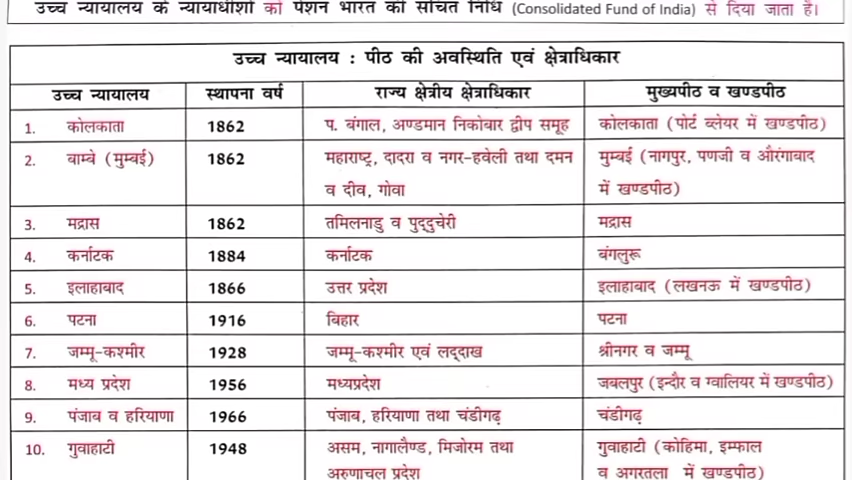 उच्च न्यायालय के न्यायाधीशों को पेंशन भारत की संचित निधि (Consolidated Fund of India) से दिया जाता है।
उच्च न्यायालय : पीठ की अवस्थिति एवं क्षेत्राधिकार
उच्च न्यायालय स्थापना वर्ष राज्य क्षेत्रीय क्षेत्राधिकार मुख्यपीठ व खण्डपीठ
1. कोलकाता 1862 प. बंगाल, अण्डमान निकोबार द्वीप समूह कोलकाता (पोर्ट ब्लेयर में खण्डपीठ)
2. बाम्बे (मुम्बई) 1862 महाराष्ट्र, दादरा व नगर-हवेली तथा दमन मुम्बई (नागपुर, पणजी व औरंगाबाद
व दीव, गोवा में खण्डपीठ)
3. मद्रास 1862 तमिलनाडु व पुद्दुचेरी मद्रास
4. कर्नाटक 1884 कर्नाटक बंगलुरू
5. इलाहाबाद 1866 उत्तर प्रदेश इलाहाबाद (लखनऊ में खण्डपीठ)
6. पटना 1916 बिहार पटना
7. जम्मू-कश्मीर 1928 जम्मू-कश्मीर एवं लद्दाख श्रीनगर व जम्मू
8. मध्य प्रदेश 1956 मध्यप्रदेश जबलपुर (इन्दौर व ग्वालियर में खण्डपीठ)
9. पंजाब व हरियाणा 1966 पंजाब, हरियाणा तथा चंडीगढ़ चंडीगढ़
10. गुवाहाटी 1948 असम, नागालैण्ड, मिजोरम तथा गुवाहाटी (कोहिमा, इम्फाल
अरुणाचल प्रदेश व अगरतला में खण्डपीठ)